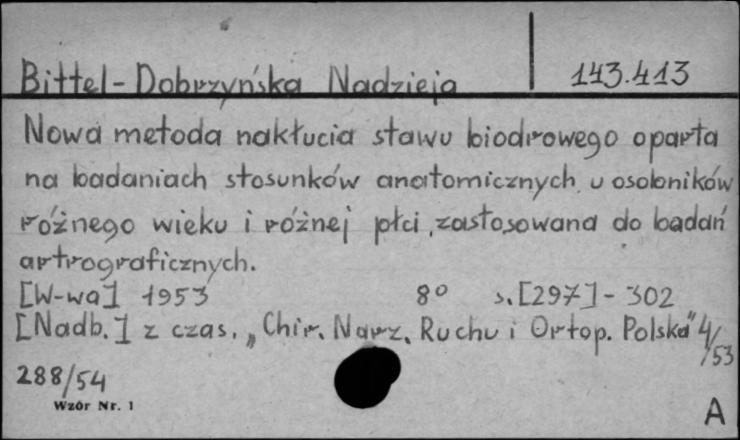 Bittel-Dobrzyńska Nadzieja 143.413
Nowa metoda nakłucia stawu biodrowego oparta
na badaniach stosunków anatomicznych u osobników
różnego wieku i różnej płci, zastosowana do badań
artrograficznych.
[W-wa] 1953 8° s. [297] - 302
[Nadb.] z czas. „Chir. Narz. Ruchu i Ortop. Polska" 4/53
288/54
Wzór Nr. 1
A